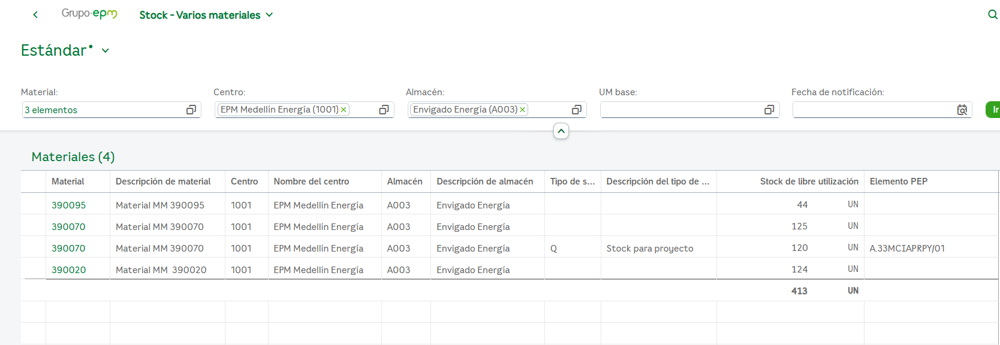 Grupo·epm Stock - Varios materiales
Estándar*
Material: Centro: Almacén: UM base: Fecha de notificación:
3 elementos EPM Medellín Energía (1001) Envigado Energía (A003) Ir
Materiales (4)
Material Descripción de material Centro Nombre del centro Almacén Descripción de almacén Tipo de s... Descripción del tipo de ... Stock de libre utilización Elemento PEP
390095 Material MM 390095 1001 EPM Medellín Energía A003 Envigado Energía 44 UN
390070 Material MM 390070 1001 EPM Medellín Energía A003 Envigado Energía 125 UN
390070 Material MM 390070 1001 EPM Medellín Energía A003 Envigado Energía Q Stock para proyecto 120 UN A.33MCIAPRPY/01
390020 Material MM 390020 1001 EPM Medellín Energía A003 Envigado Energía 124 UN
413 UN